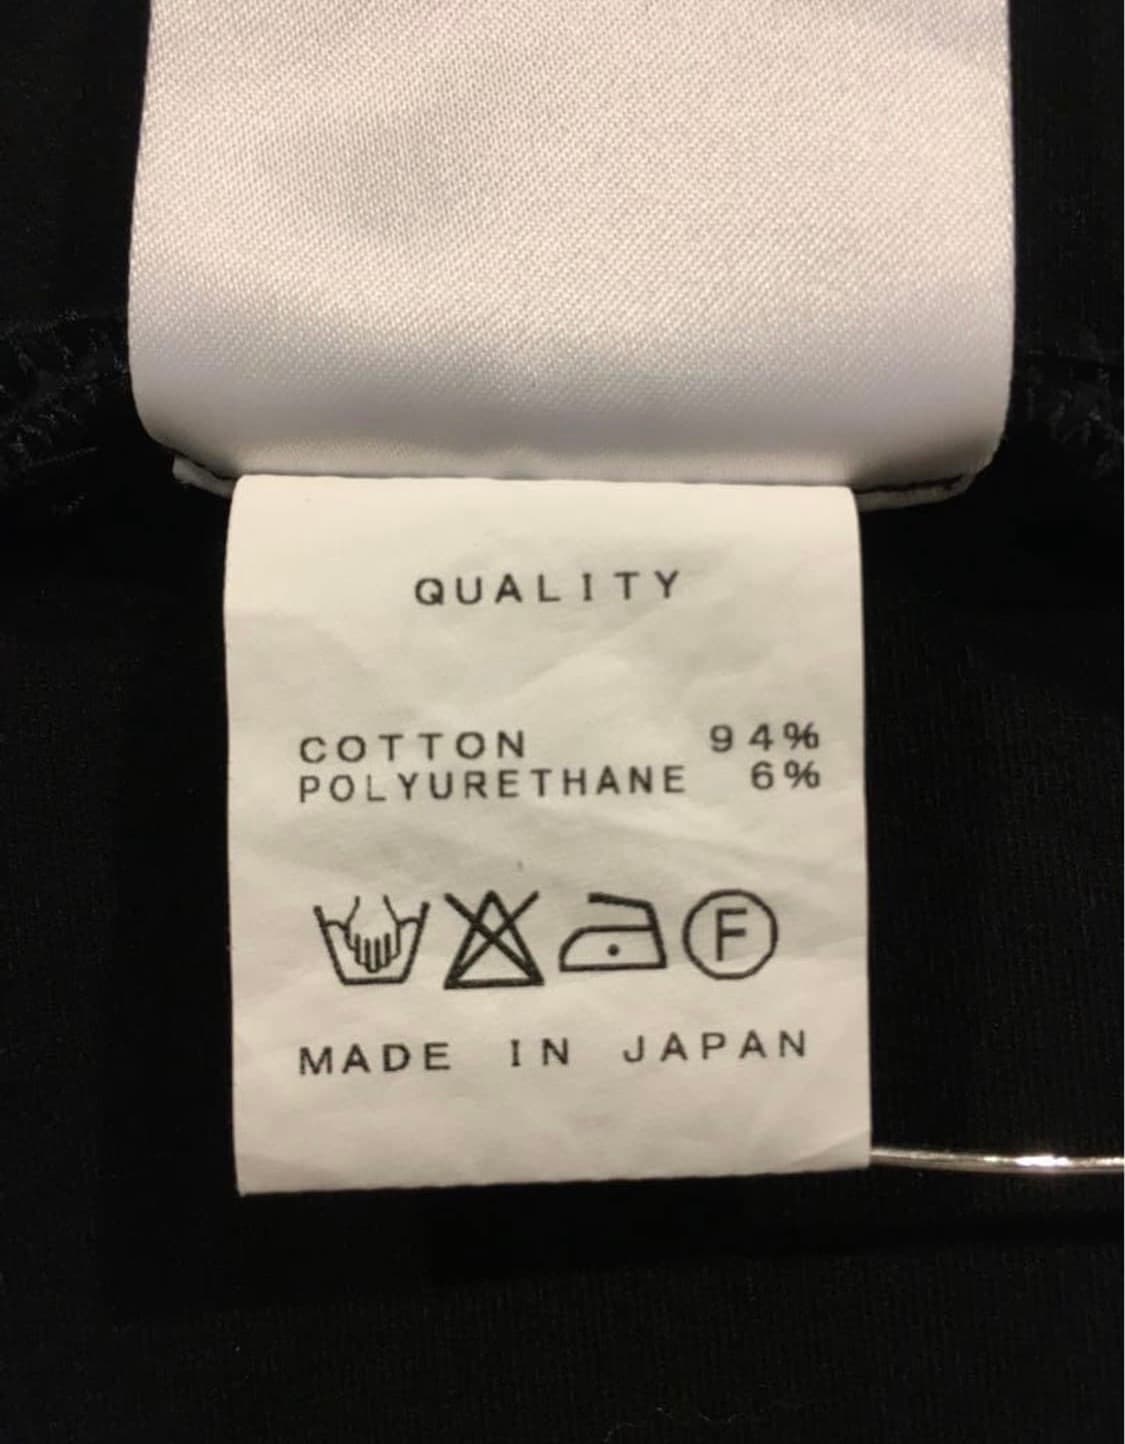 QUALITY
COTTON 94%
POLYURETHANE 6%
F
MADE IN JAPAN